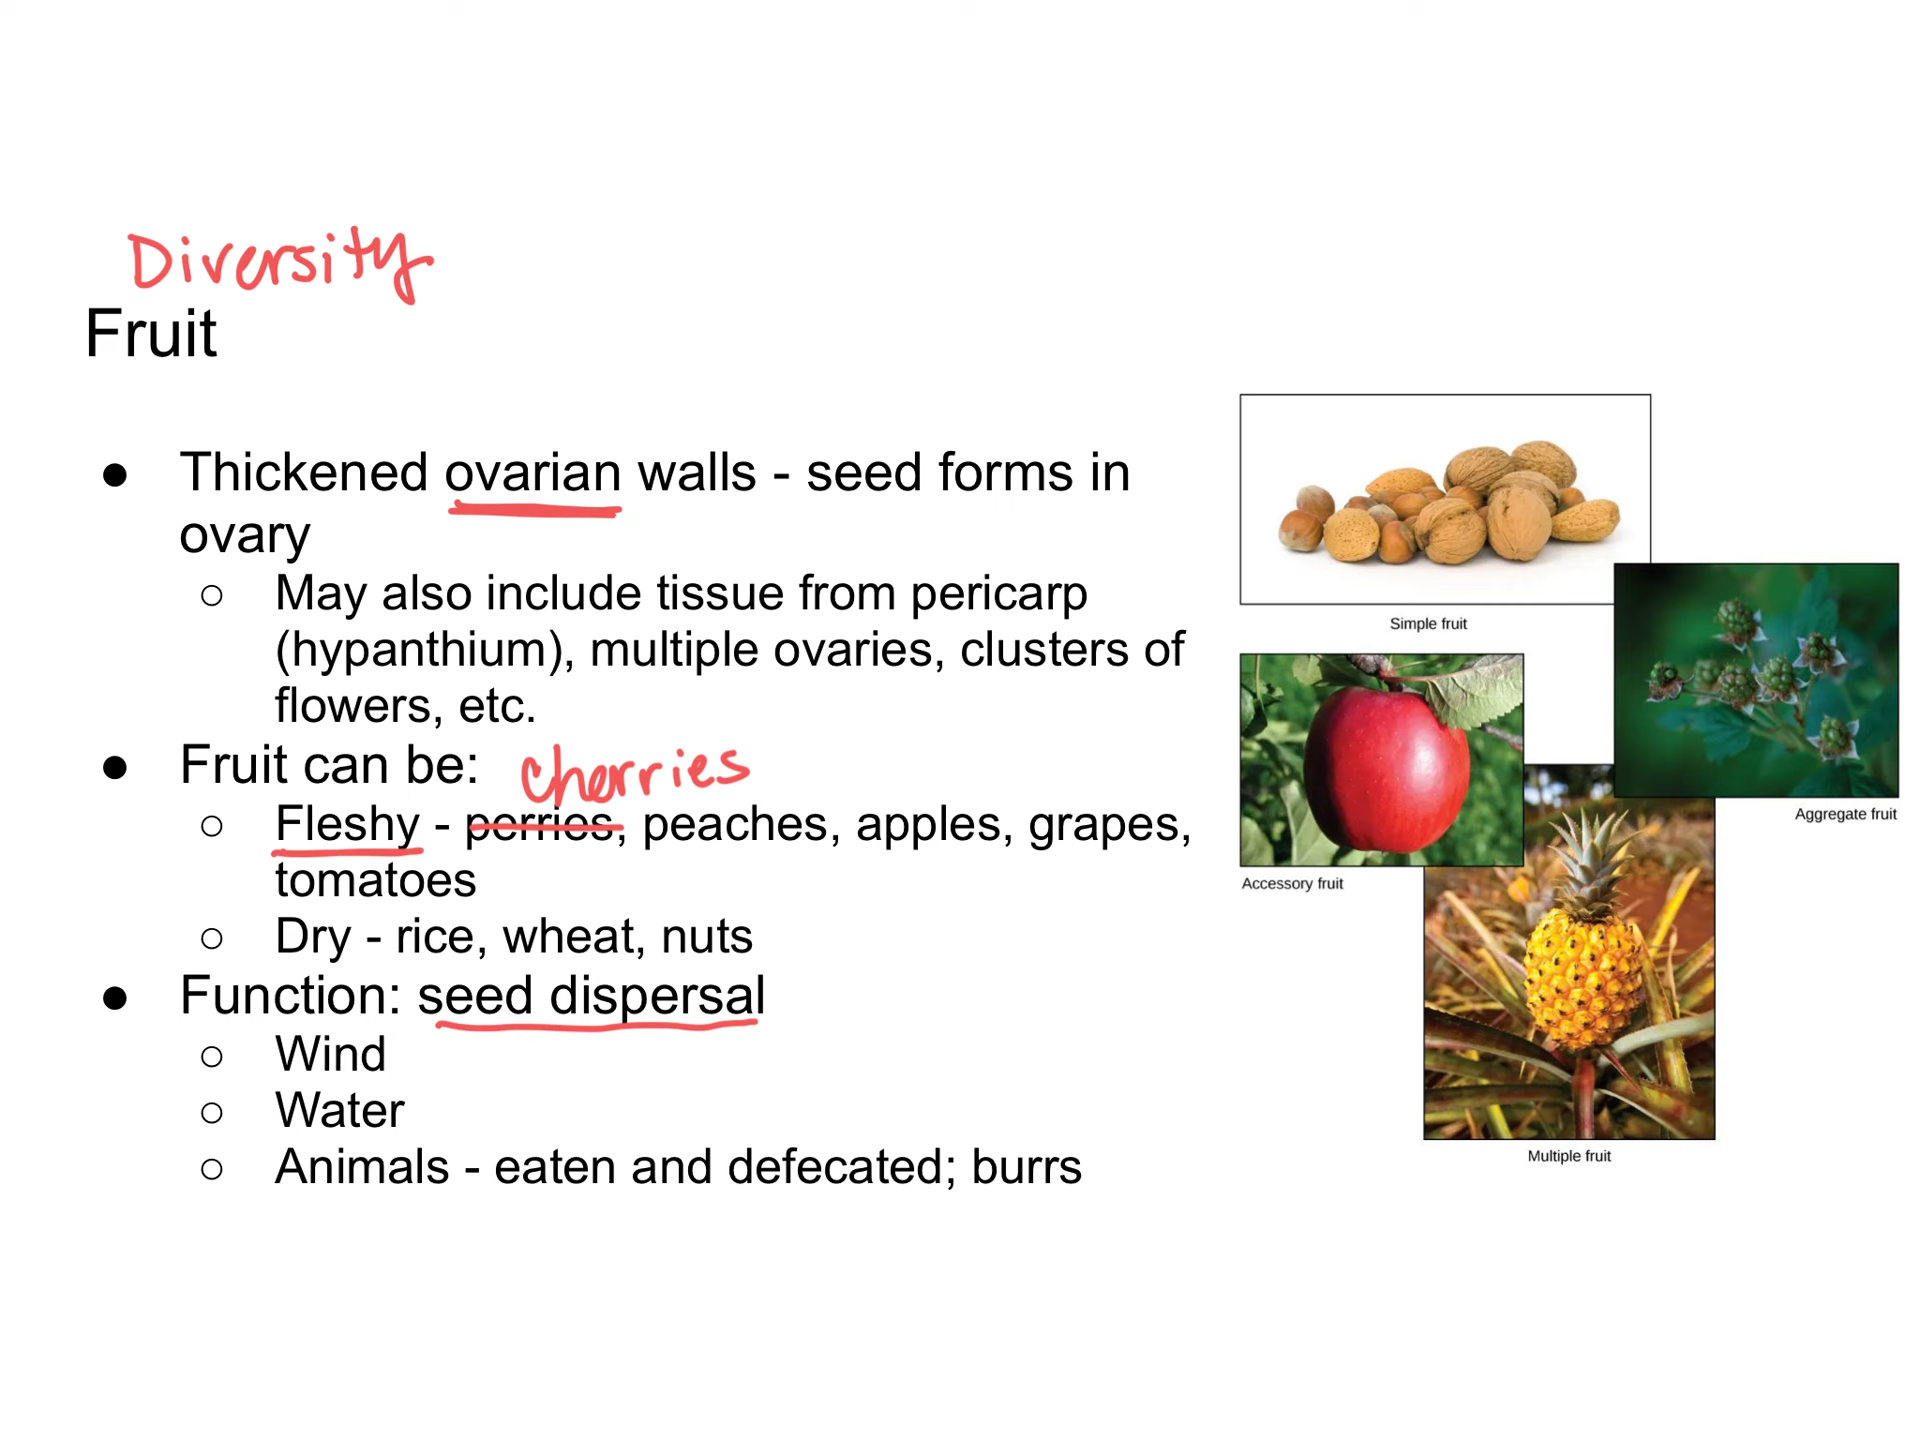 Diversity
Fruit
● Thickened ovarian walls - seed forms in
ovary
○ May also include tissue from pericarp
(hypanthium), multiple ovaries, clusters of
flowers, etc.
● Fruit can be:
cherries
○ Fleshy - perries, peaches, apples, grapes,
tomatoes
○ Dry - rice, wheat, nuts
● Function: seed dispersal
○ Wind
○ Water
○ Animals - eaten and defecated; burrs
Simple fruit
Aggregate fruit
Accessory fruit
Multiple fruit